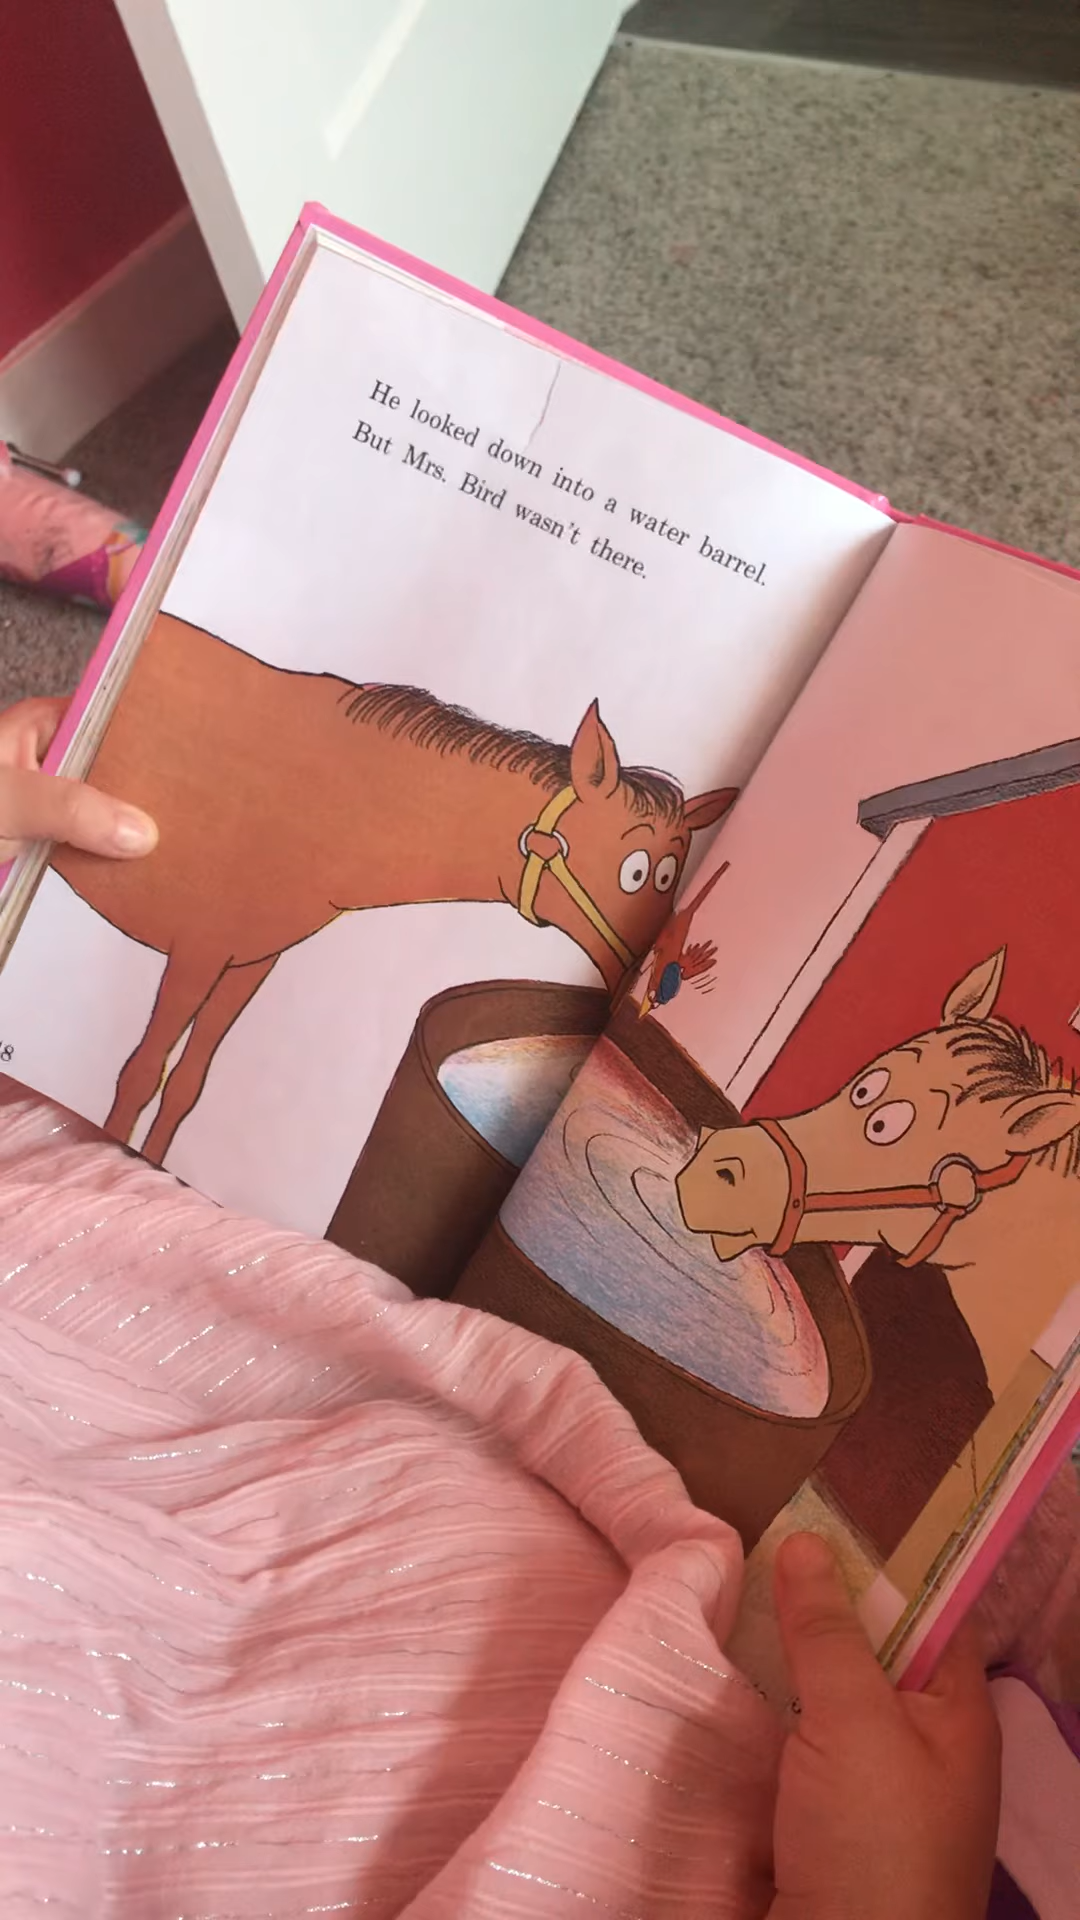 He looked down into a water barrel.
But Mrs. Bird wasn't there.